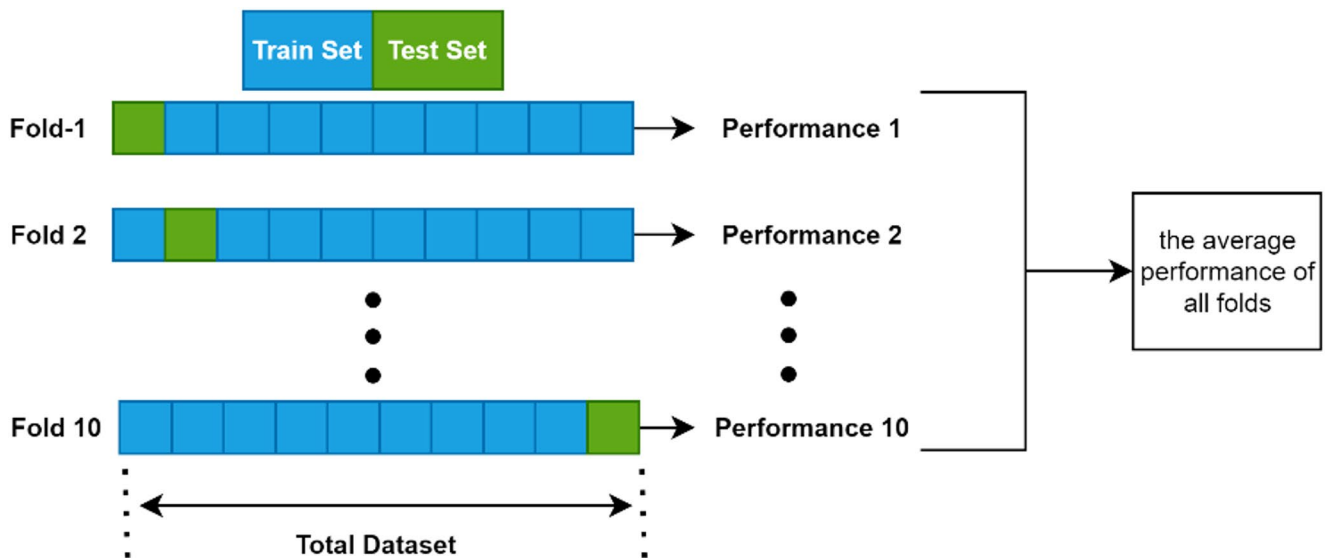 Train Set Test Set
Fold-1 Performance 1
Fold 2 Performance 2
the average
performance of
all folds
Fold 10 Performance 10
Total Dataset